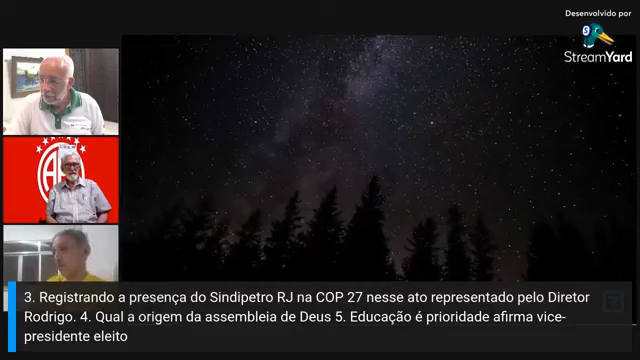 Desenvolvido por
StreamYard
3. Registrando a presença do Sindipetro RJ na COP 27 nesse ato representado pelo Diretor
Rodrigo. 4. Qual a origem da assembleia de Deus 5. Educação é prioridade afirma vice-
presidente eleito